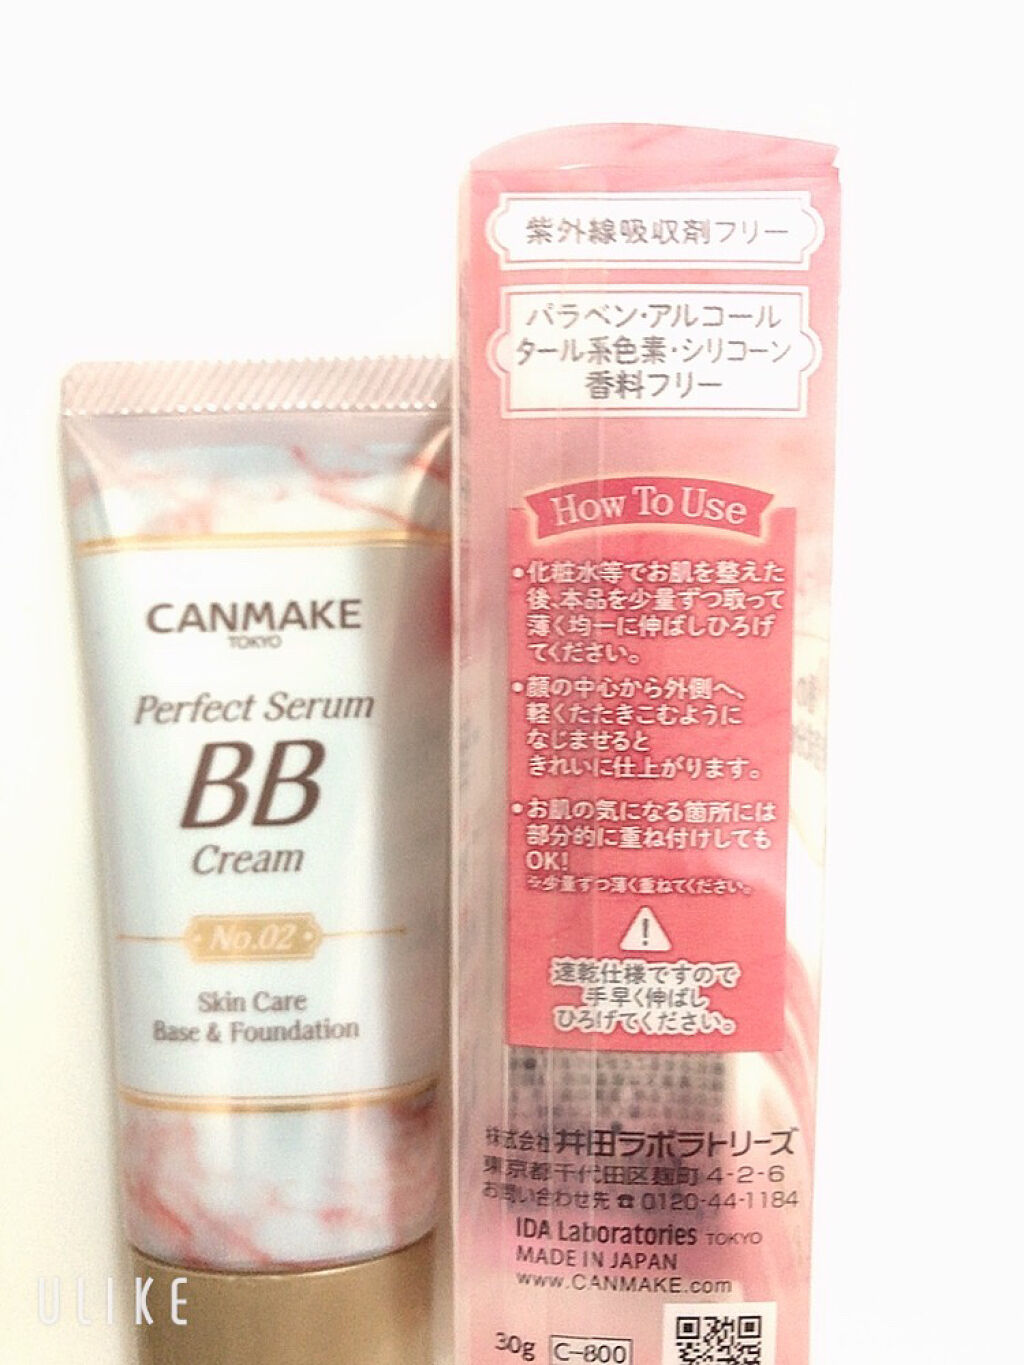 CANMAKE
TOKYO
Perfect Serum
BB
Cream
No.02
Skin Care
Base & Foundation
紫外線吸収剤フリー
パラベン・アルコール
タール系色素・シリコーン
香料フリー
How To Use
•化粧水等でお肌を整えた
後、本品を少量ずつ取って
薄く均一に伸ばしひろげ
てください。
•顔の中心から外側へ、
軽くたたきこむように
なじませると
きれいに仕上がります。
•お肌の気になる箇所には
部分的に重ね付けしても
OK!
※少量ずつ薄く重ねてください。
!
速乾仕様ですので
手早く伸ばし
ひろげてください。
株式会社 井田ラボラトリーズ
東京都千代田区麹町 4-2-6
お問い合わせ先 ☎ 0120-44-1184
IDA Laboratories TOKYO
MADE IN JAPAN
www.CANMAKE.com
30g C-800
ULIKE